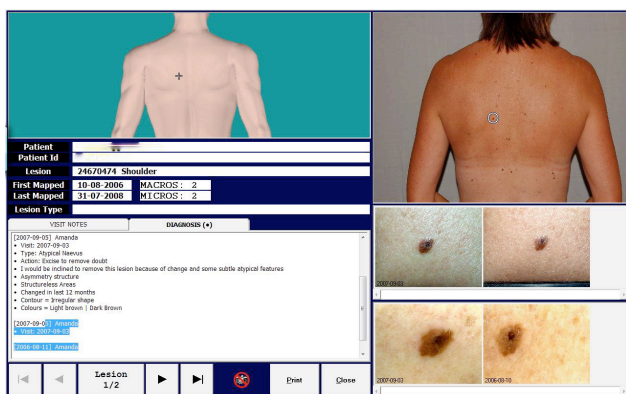 Patient
Patient Id
Lesion 24670474 Shoulder
First Mapped 10-08-2006 MACROS: 2
Last Mapped 31-07-2008 MICROS: 2
Lesion Type
VISIT NOTES DIAGNOSIS (•)
[2007-09-05] Amanda
• Visit: 2007-09-03
• Type: Atypical Naevus
• Action: Excise to remove doubt
• I would be inclined to remove this lesion because of change and some subtle atypical features
• Asymmetry structure
• Structureless Areas
• Changed in last 12 months
• Contour = Irregular shape
• Colours = Light brown | Dark Brown
[2007-09-05] Amanda
• Visit: 2007-09-03
[2006-08-11] Amanda
Lesion
1/2
Print
Close
2007-09-03
2007-09-03 2006-08-10